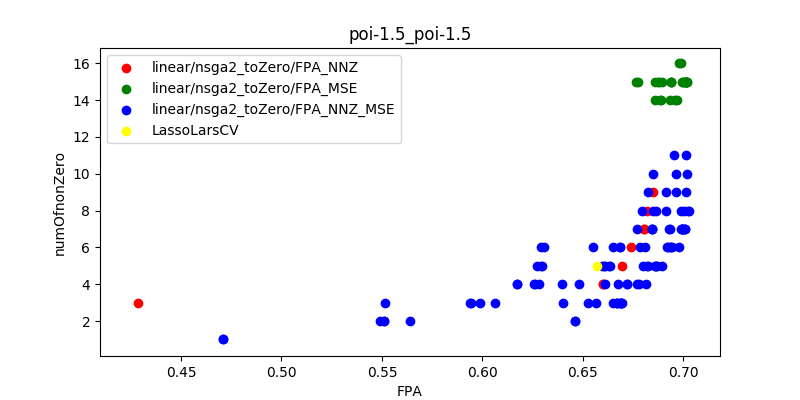 poi-1.5_poi-1.5
linear/nsga2_toZero/FPA_NNZ
linear/nsga2_toZero/FPA_MSE
linear/nsga2_toZero/FPA_NNZ_MSE
LassoLarsCV
numOfnonZero
16
14
12
10
8
6
4
2
0.45 0.50 0.55 0.60 0.65 0.70
FPA